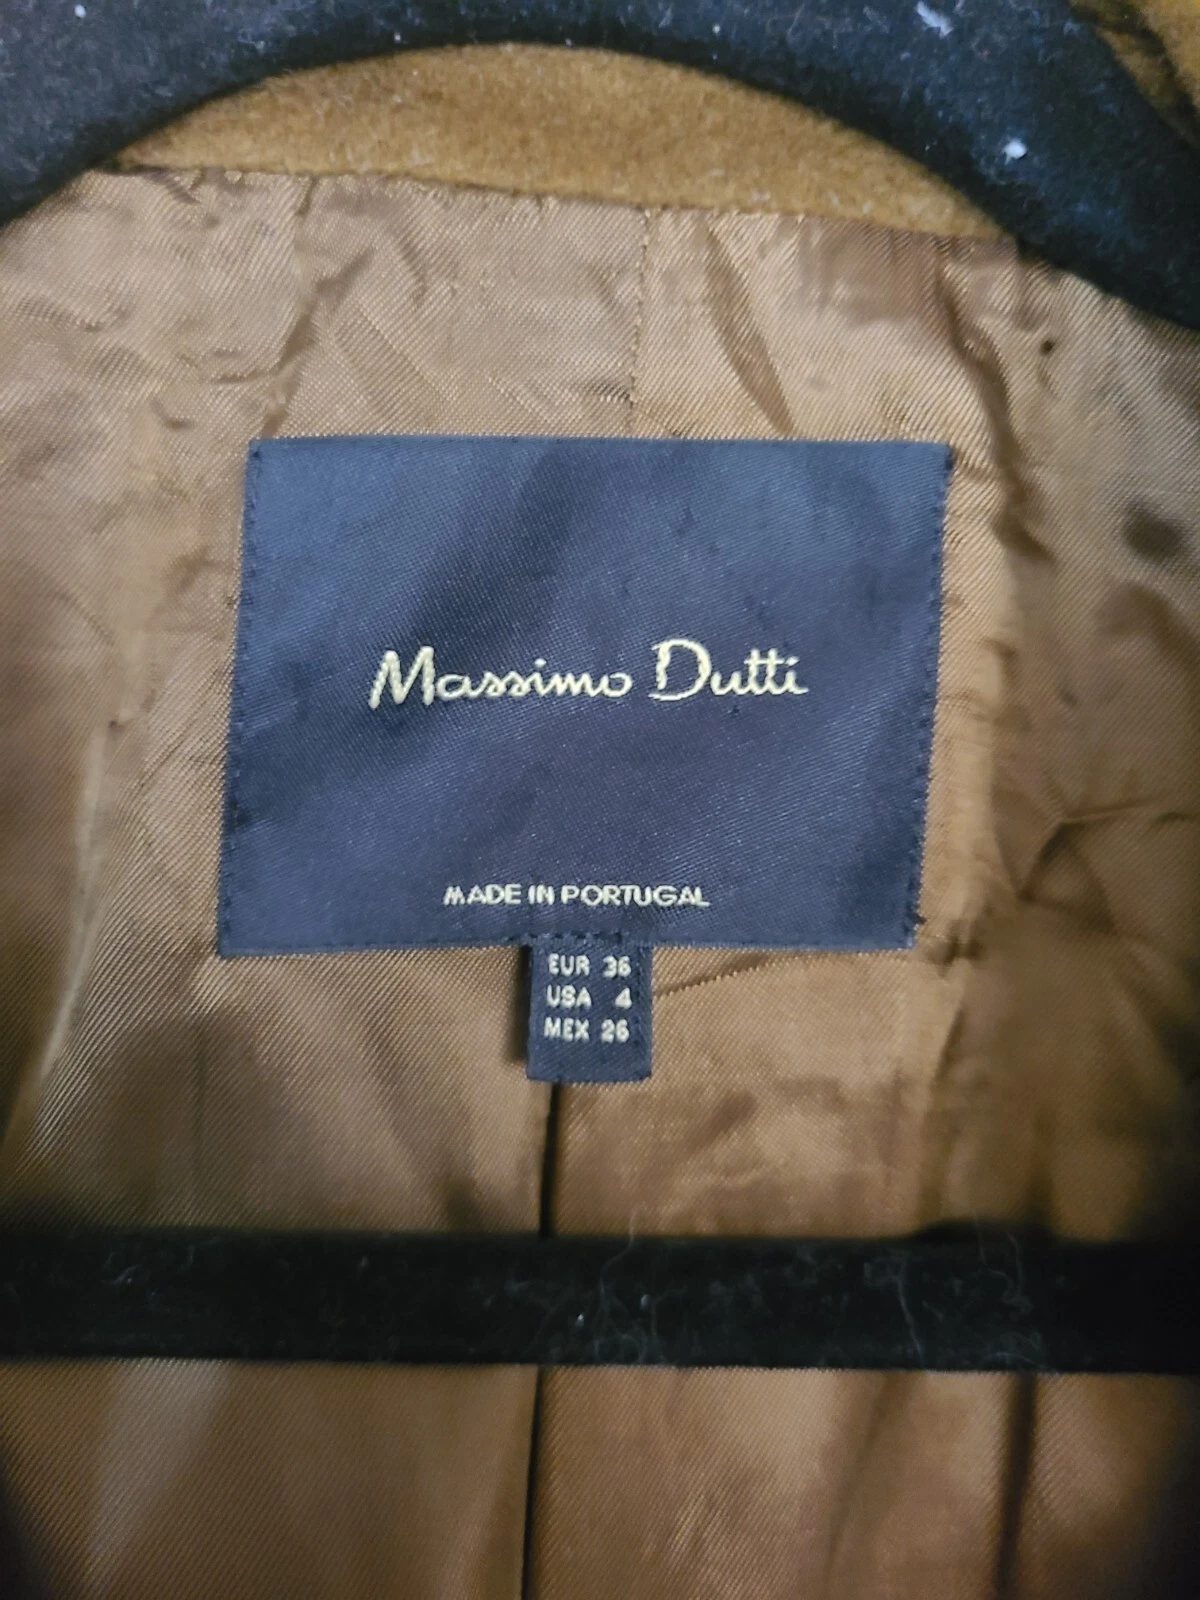 Massimo Dutti
MADE IN PORTUGAL
EUR 36
USA 4
MEX 26